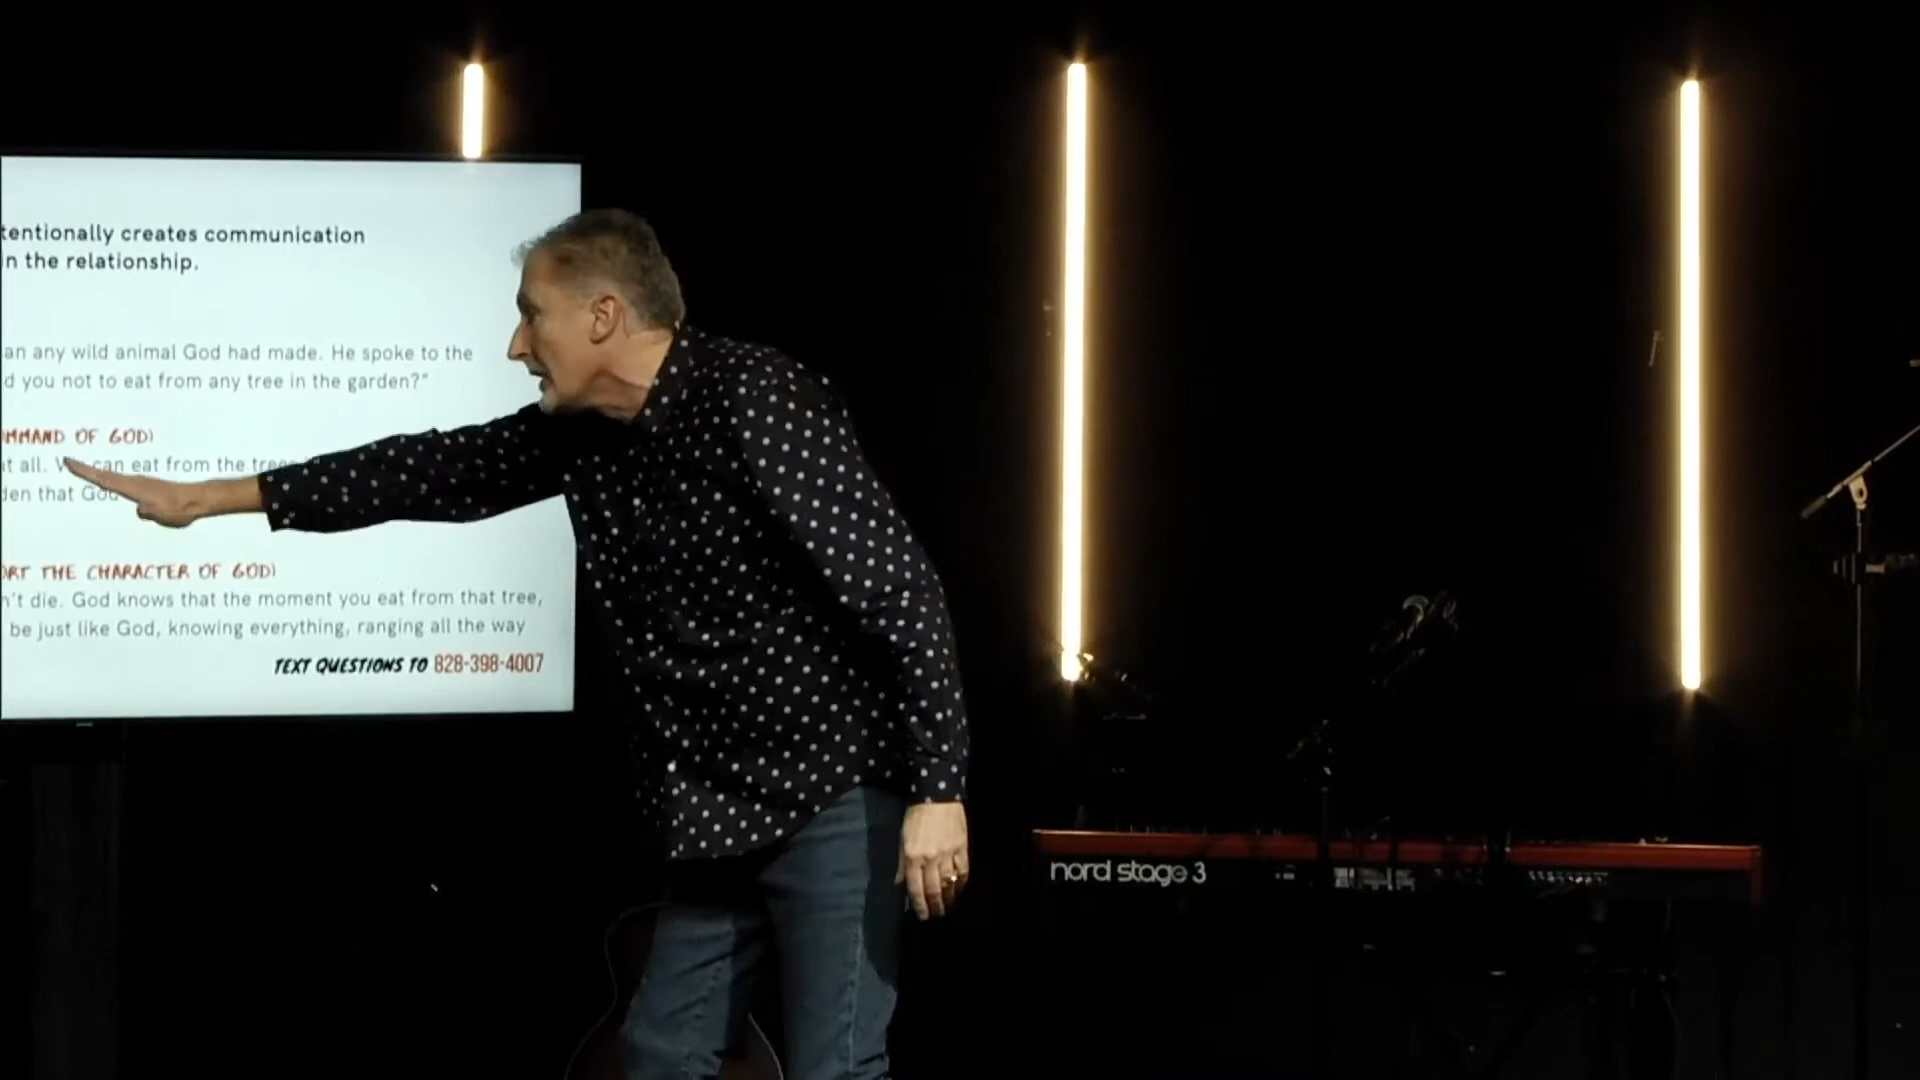 tentionally creates communication
n the relationship.
an any wild animal God had made. He spoke to the
d you not to eat from any tree in the garden?"
MMAND OF GOD)
t all. can eat from the trees
den that God
ORT THE CHARACTER OF GOD)
n't die. God knows that the moment you eat from that tree,
be just like God, knowing everything, ranging all the way
TEXT QUESTIONS TO 828-398-4007
nord stage 3